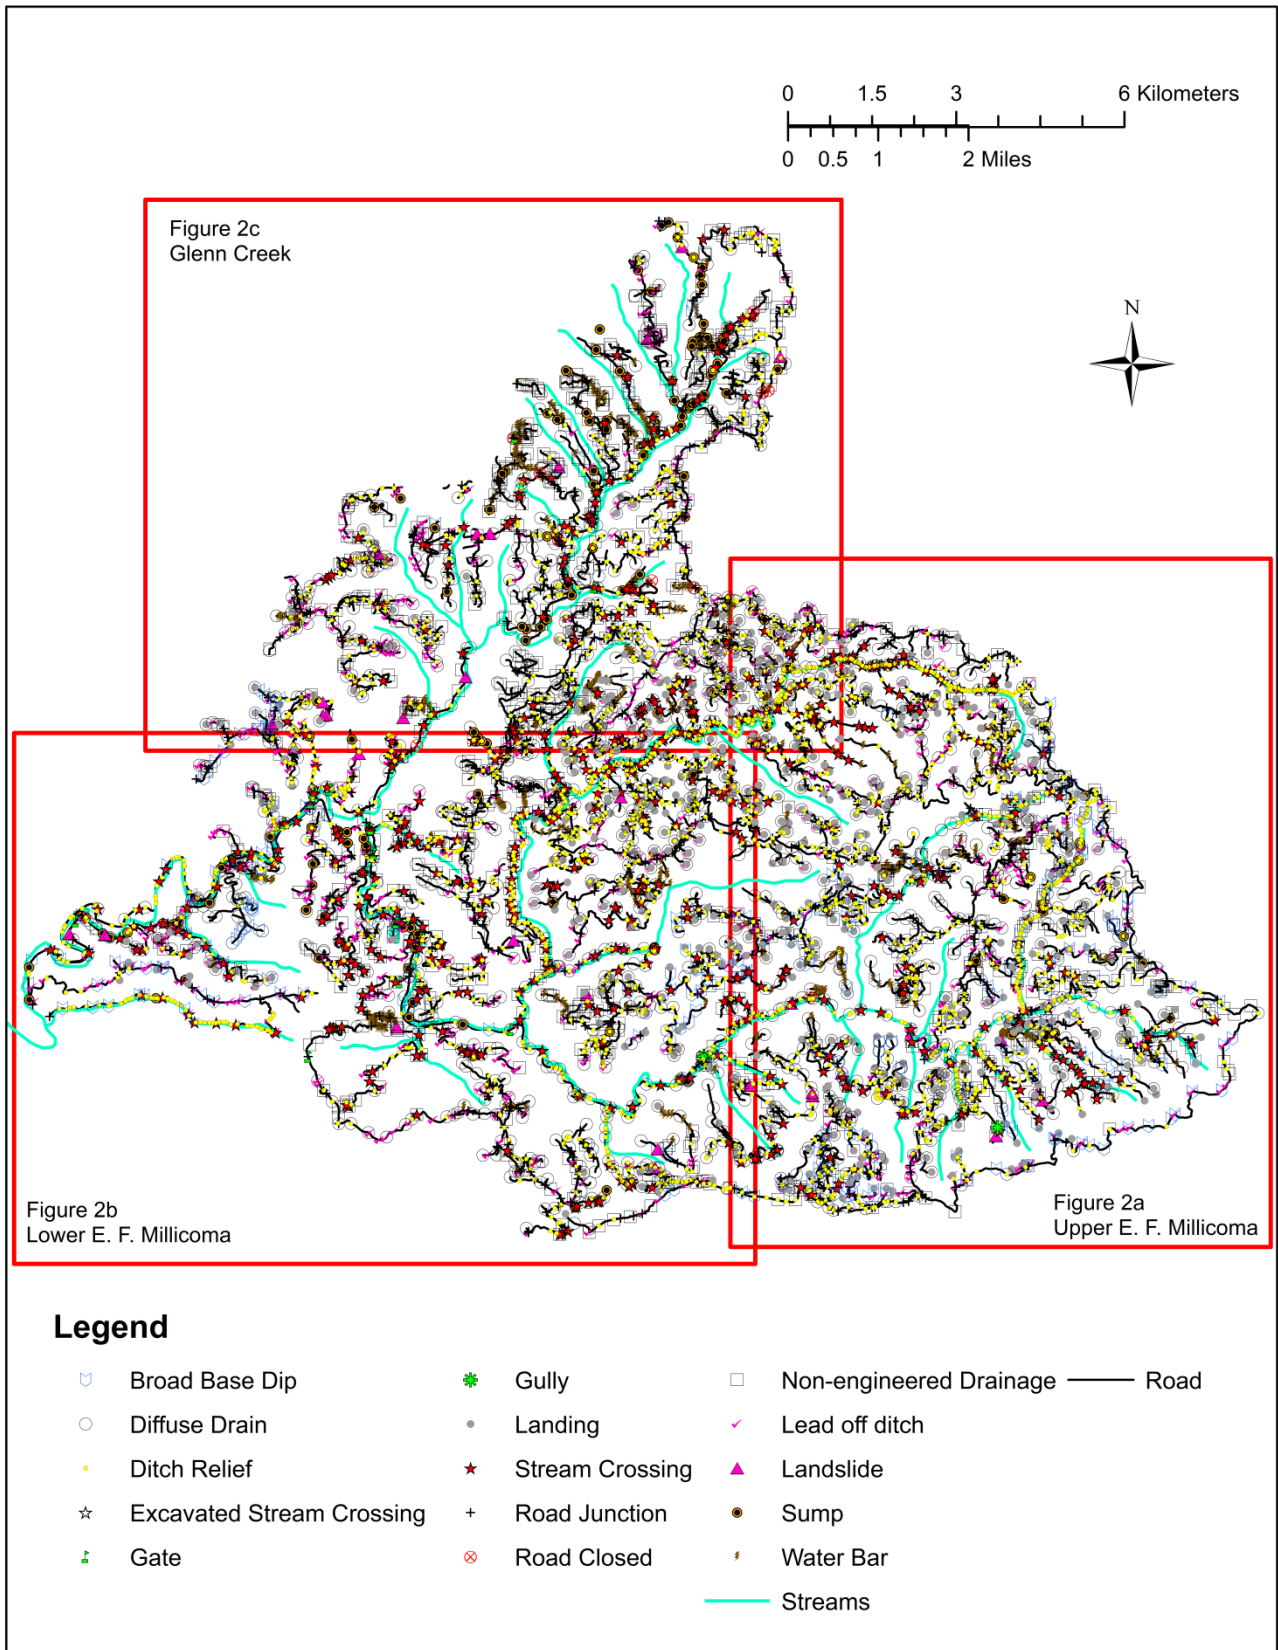 0 1.5 3 6 Kilometers
0 0.5 1 2 Miles
Figure 2c
Glenn Creek
N
Figure 2b
Lower E. F. Millicoma
Figure 2a
Upper E. F. Millicoma
Legend
Broad Base Dip
Diffuse Drain
Ditch Relief
Excavated Stream Crossing
Gate
Gully
Landing
Stream Crossing
Road Junction
Road Closed
Non-engineered Drainage
Lead off ditch
Landslide
Sump
Water Bar
Streams
Road